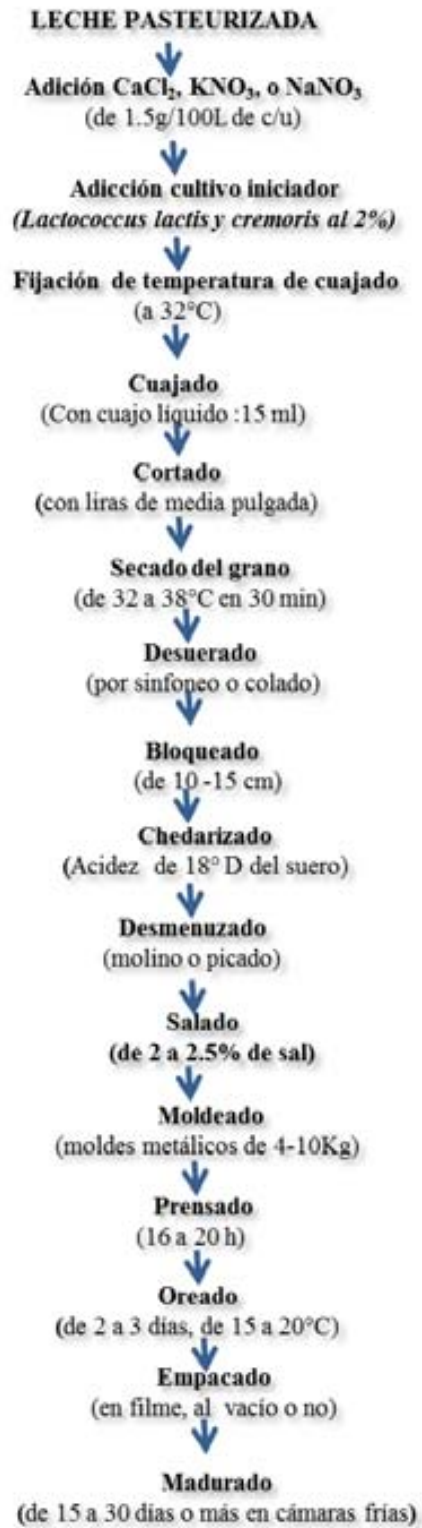 LECHE PASTEURIZADA
Adición CaCl₂, KNO₃, o NaNO₃
(de 1.5g/100L de c/u)
Adicción cultivo iniciador
(Lactococcus lactis y cremoris al 2%)
Fijación de temperatura de cuajado
(a 32°C)
Cuajado
(Con cuajo líquido :15 ml)
Cortado
(con liras de media pulgada)
Secado del grano
(de 32 a 38°C en 30 min)
Desuerado
(por sinfoneo o colado)
Bloqueado
(de 10 -15 cm)
Chedarizado
(Acidez de 18° D del suero)
Desmenuzado
(molino o picado)
Salado
(de 2 a 2.5% de sal)
Moldeado
(moldes metálicos de 4-10Kg)
Prensado
(16 a 20 h)
Oreado
(de 2 a 3 días, de 15 a 20°C)
Empacado
(en filme, al vacío o no)
Madurado
(de 15 a 30 días o más en cámaras frías)